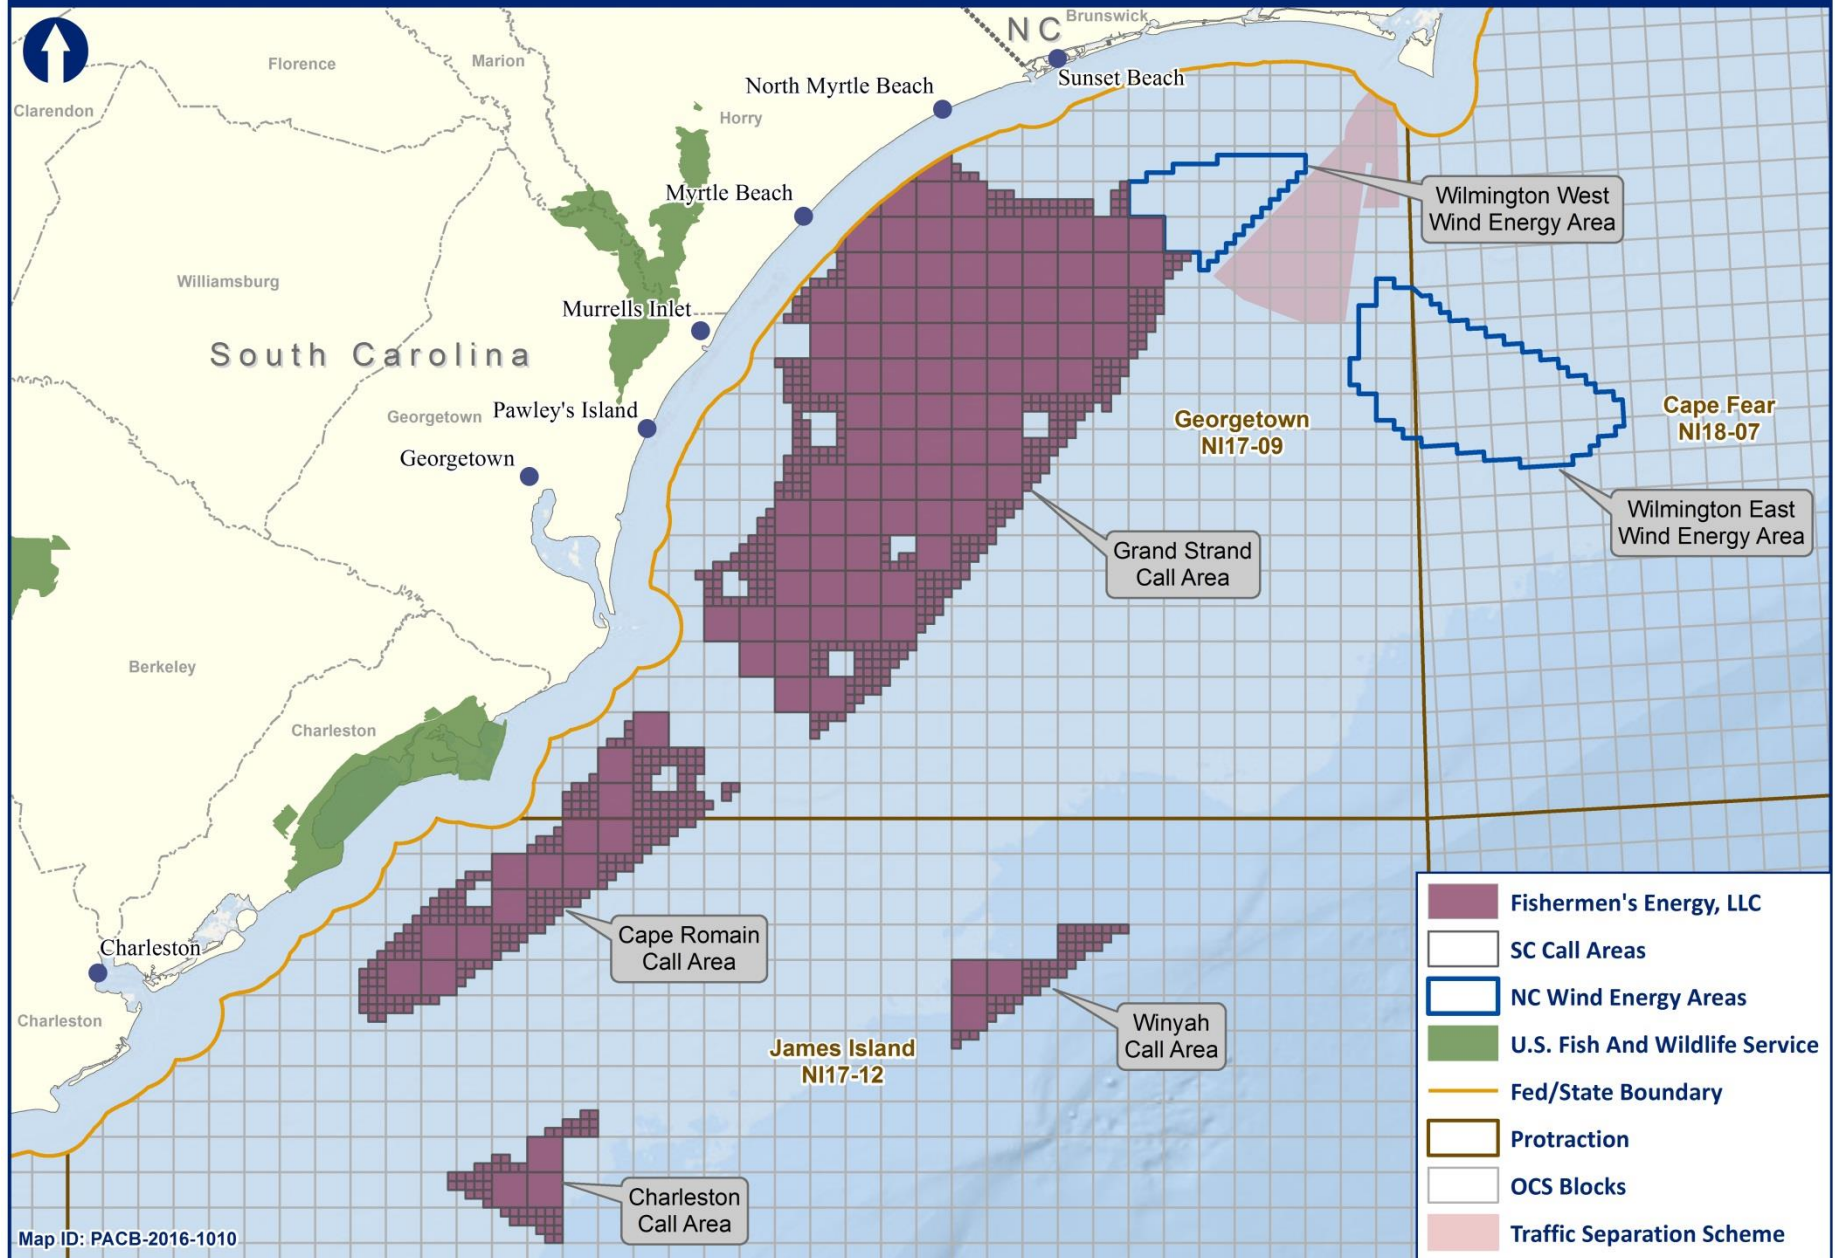 NC
Brunswick
Florence
Marion
Sunset Beach
North Myrtle Beach
Clarendon
Horry
Myrtle Beach
Wilmington West
Wind Energy Area
Williamsburg
Murrells Inlet
South Carolina
Pawley's Island
Georgetown
Georgetown
NI17-09
Cape Fear
NI18-07
Georgetown
Wilmington East
Wind Energy Area
Grand Strand
Call Area
Berkeley
Charleston
Fishermen's Energy, LLC
Cape Romain
Call Area
SC Call Areas
Charleston
NC Wind Energy Areas
Charleston
Winyah
Call Area
U.S. Fish And Wildlife Service
James Island
NI17-12
Fed/State Boundary
Protraction
OCS Blocks
Charleston
Call Area
Traffic Separation Scheme
Map ID: PACB-2016-1010